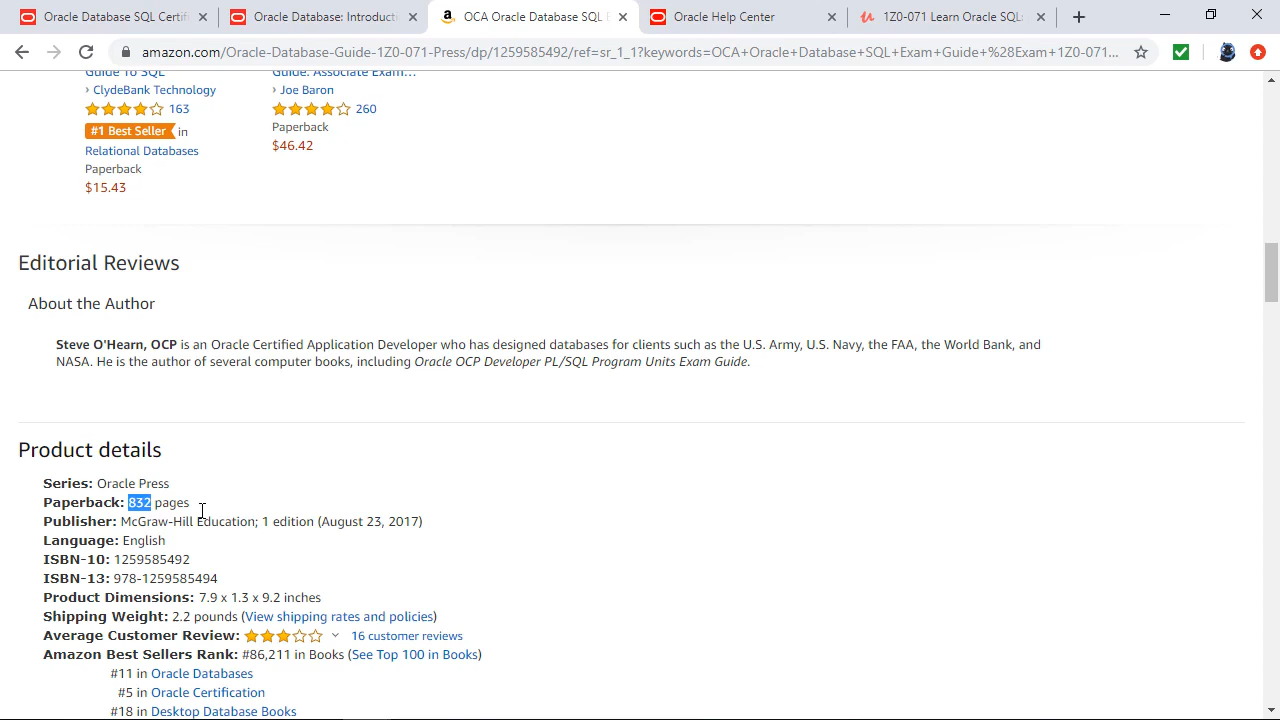 Oracle Database SQL Certif
Oracle Database: Introducti
OCA Oracle Database SQL E
Oracle Help Center
1Z0-071 Learn Oracle SQL:
amazon.com/Oracle-Database-Guide-1Z0-071-Press/dp/1259585492/ref=sr_1_1?keywords=OCA+Oracle+Database+SQL+Exam+Guide+%28Exam+1Z0-071...
Guide To SQL
› ClydeBank Technology
163
#1 Best Seller in
Relational Databases
Paperback
$15.43
Guide: Associate Exam…
› Joe Baron
260
Paperback
$46.42
Editorial Reviews
About the Author
Steve O'Hearn, OCP is an Oracle Certified Application Developer who has designed databases for clients such as the U.S. Army, U.S. Navy, the FAA, the World Bank, and
NASA. He is the author of several computer books, including Oracle OCP Developer PL/SQL Program Units Exam Guide.
Product details
Series: Oracle Press
Paperback: 832 pages
Publisher: McGraw-Hill Education; 1 edition (August 23, 2017)
Language: English
ISBN-10: 1259585492
ISBN-13: 978-1259585494
Product Dimensions: 7.9 x 1.3 x 9.2 inches
Shipping Weight: 2.2 pounds (View shipping rates and policies)
Average Customer Review: 16 customer reviews
Amazon Best Sellers Rank: #86,211 in Books (See Top 100 in Books)
#11 in Oracle Databases
#5 in Oracle Certification
#18 in Desktop Database Books